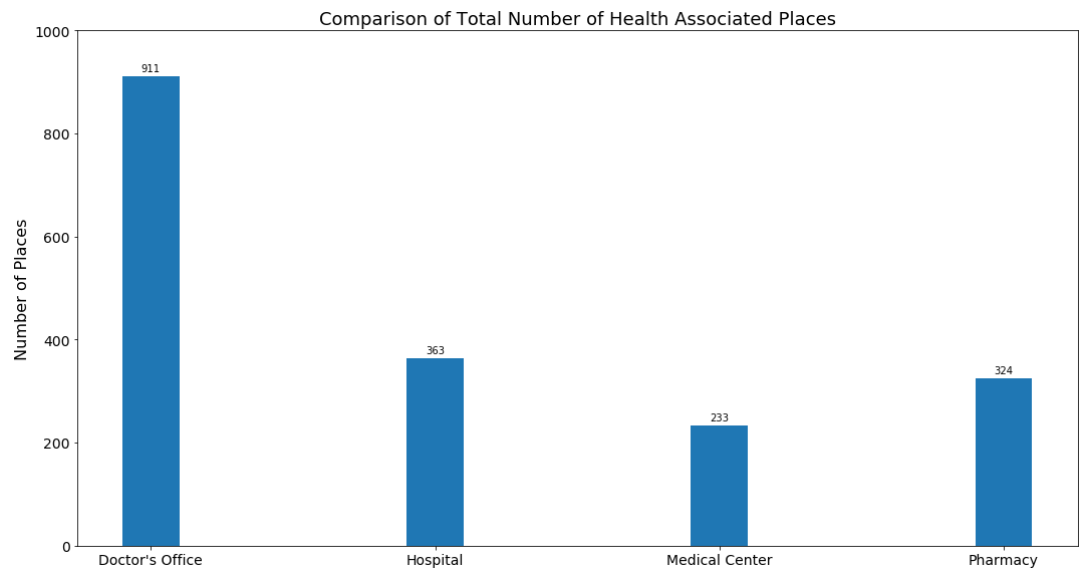 Comparison of Total Number of Health Associated Places
1000
800
600
400
200
0
Number of Places
911
363
233
324
Doctor's Office
Hospital
Medical Center
Pharmacy